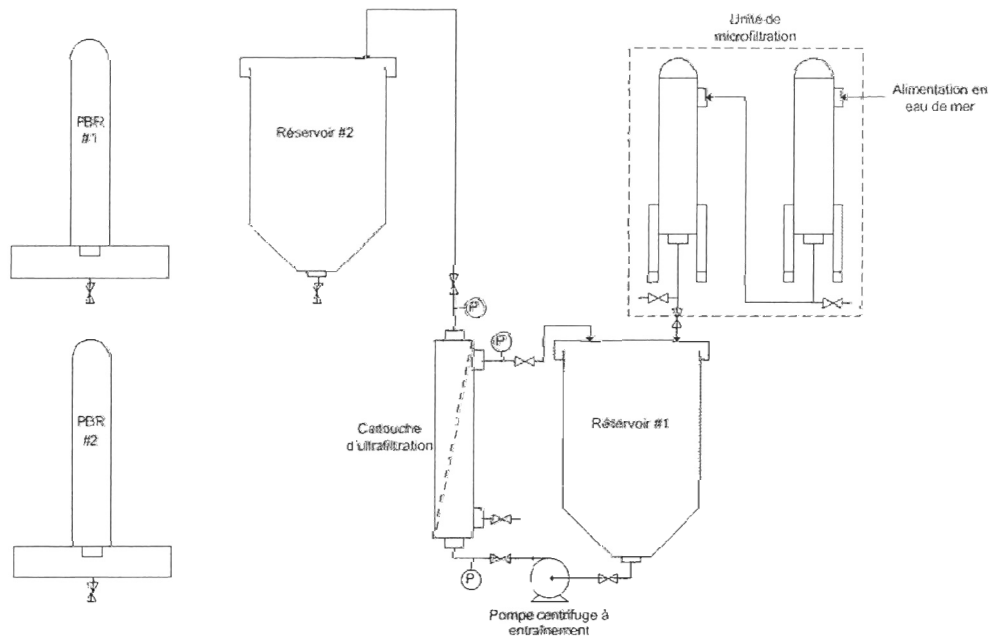 Unité de
microfiltration
Alimentation en
eau de mer
PBR
#1
Réservoir #2
P
P
PBR
#2
Cartouche
d'ultrafiltration
Réservoir #1
P
Pompe centrifuge à
entraînement